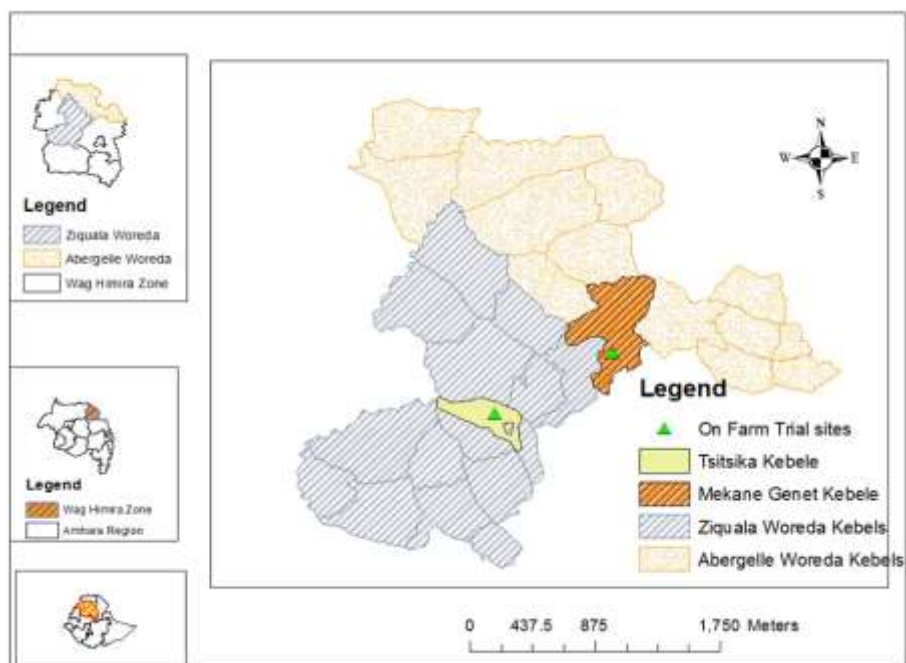 Legend
Ziquala Woreda
Abergelle Woreda
Wag Himira Zone
Legend
Wag Himira Zone
Amhara Region
N
W E
S
Legend
On Farm Trial sites
Tsitsika Kebele
Mekane Genet Kebele
Ziquala Woreda Kebels
Abergelle Woreda Kebels
0 437.5 875 1,750 Meters